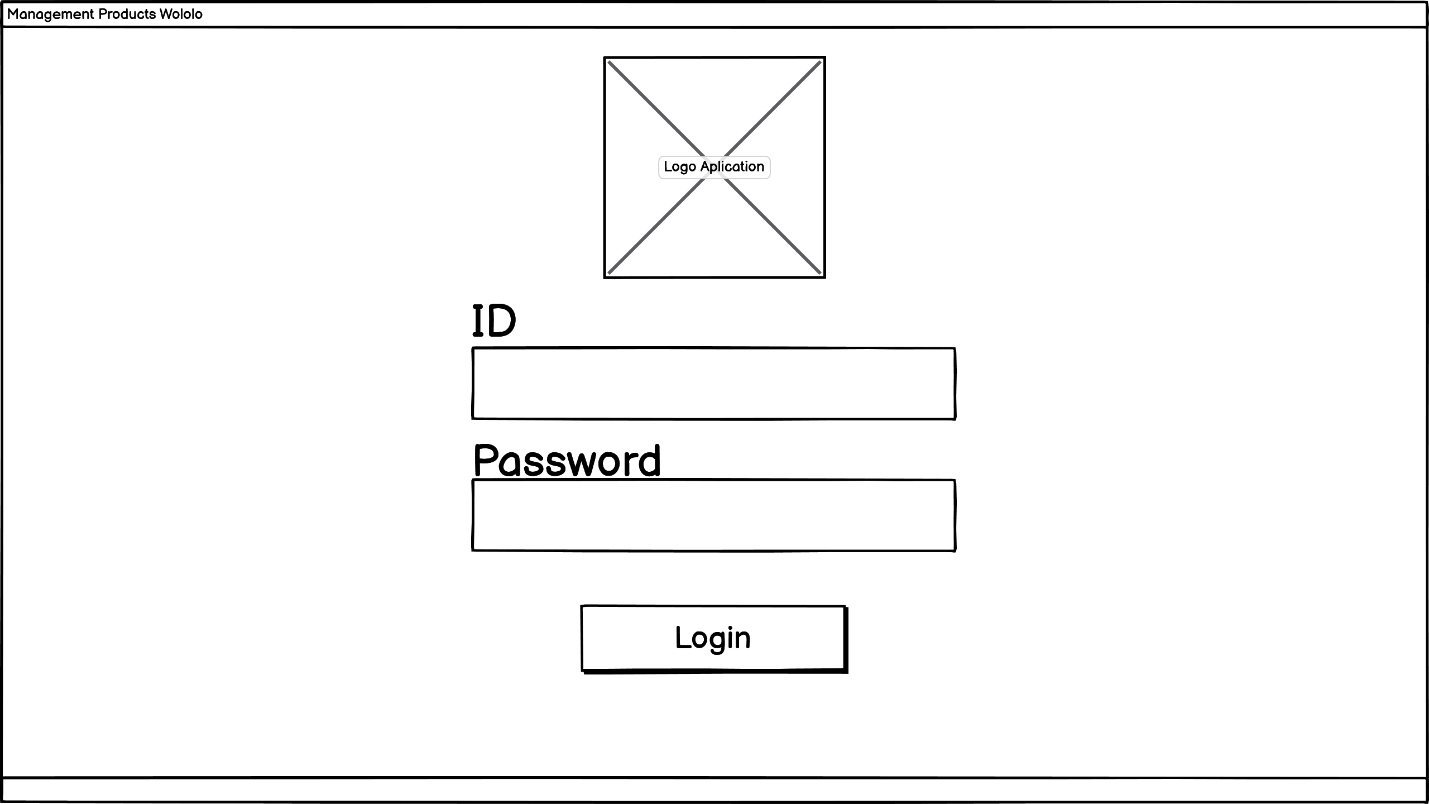 Management Products Wololo
Logo Aplication
ID
Password
Login